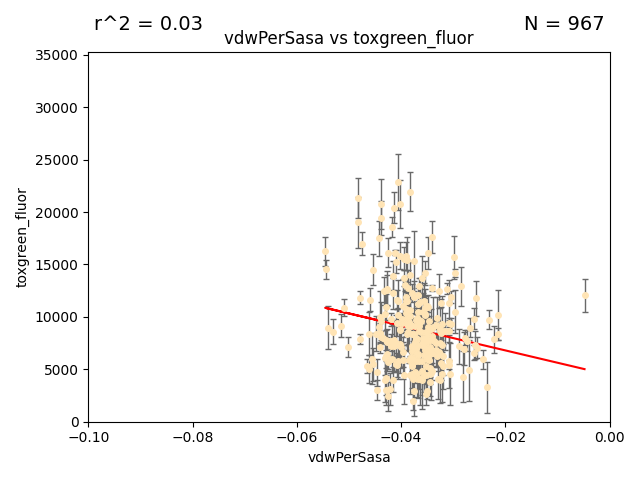 r^2 = 0.03
N = 967
vdwPerSasa vs toxgreen_fluor
35000
30000
25000
20000
15000
10000
5000
0
toxgreen_fluor
−0.10
−0.08
−0.06
−0.04
−0.02
0.00
vdwPerSasa